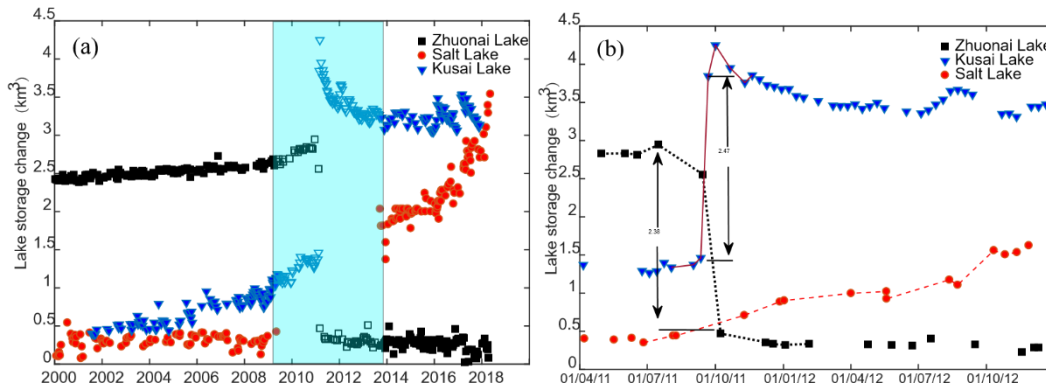 (a)
Zhuonai Lake
Salt Lake
Kusai Lake
Lake storage change (km3)
4.5
4
3.5
3
2.5
2
1.5
1
0.5
0
2000 2002 2004 2006 2008 2010 2012 2014 2016 2018
(b)
Zhuonai Lake
Kusai Lake
Salt Lake
Lake storage change (km3)
4.5
4
3.5
3
2.5
2
1.5
1
0.5
0
2.47
2.38
01/04/11 01/07/11 01/10/11 01/01/12 01/04/12 01/07/12 01/10/12